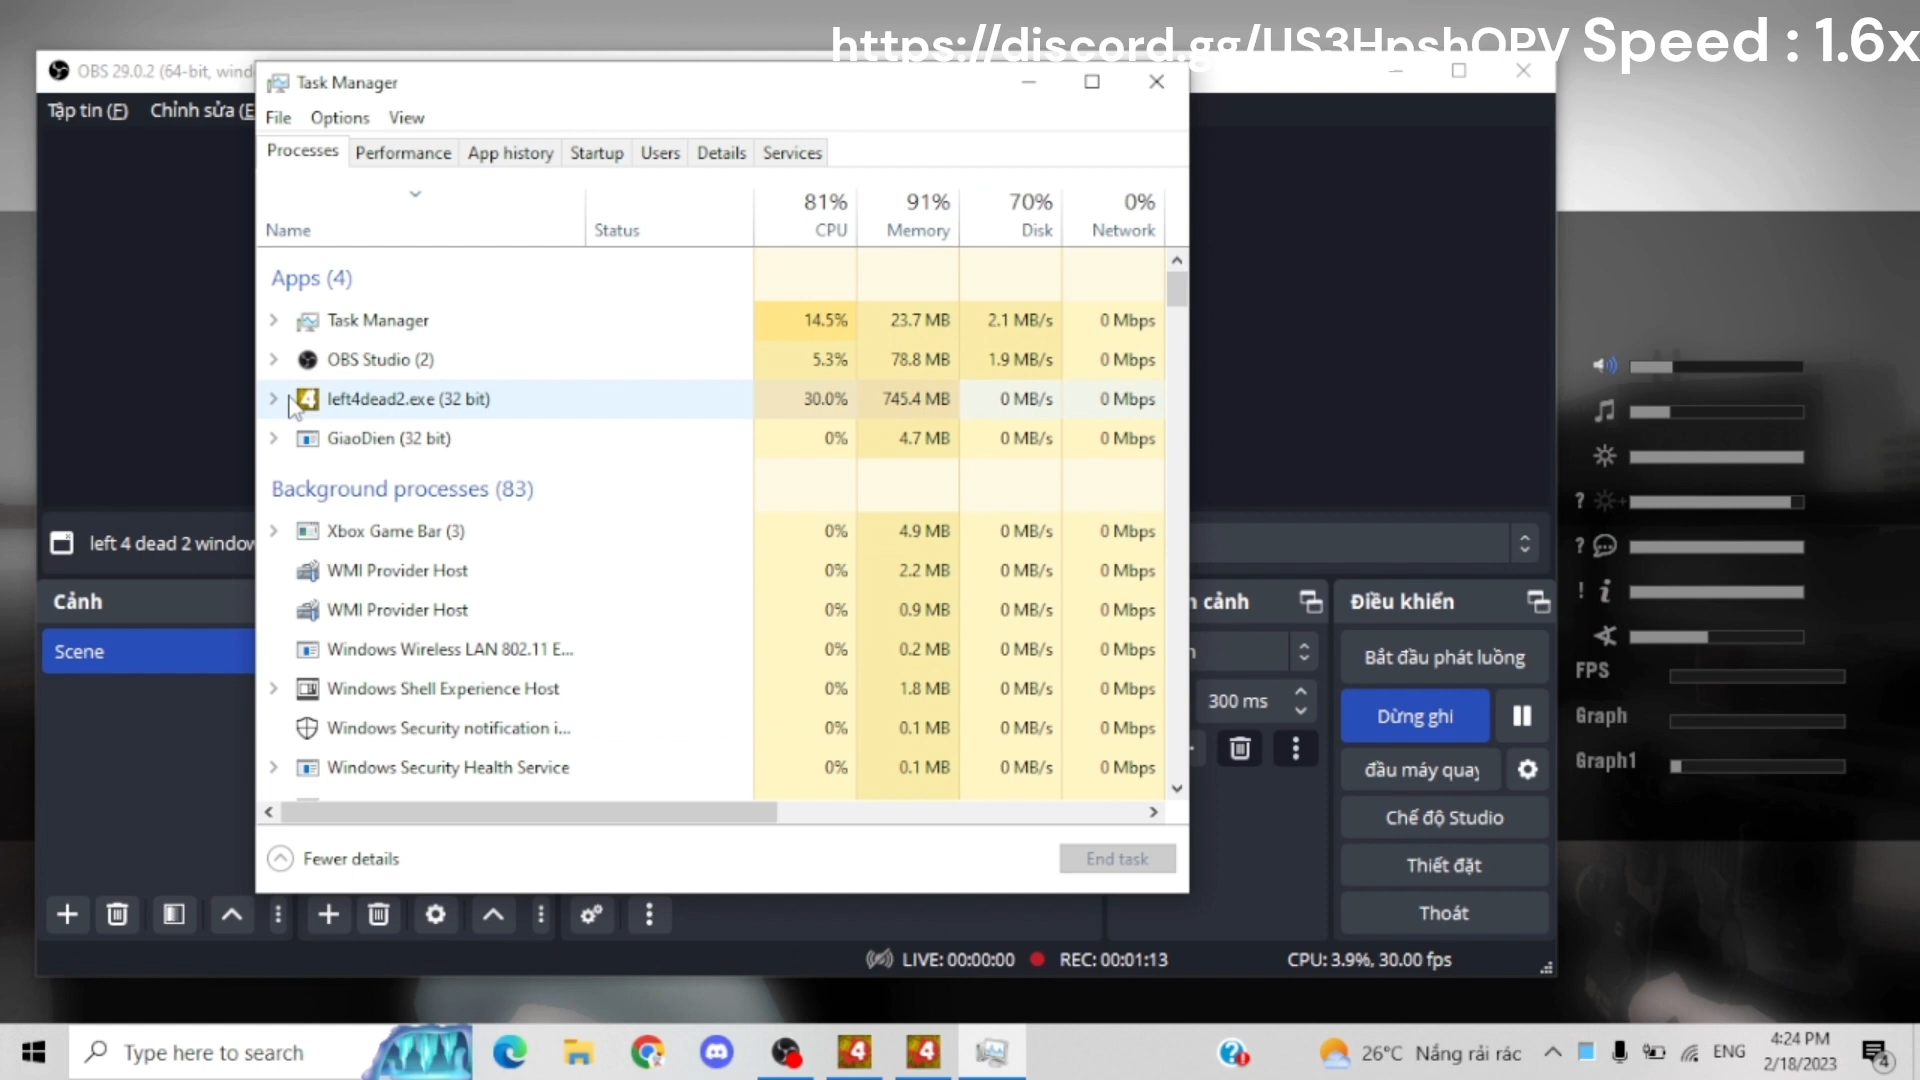 https://discord.gg/US3HpshQPV Speed : 1.6x
OBS 29.0.2 (64-bit, wind
Task Manager
Tập tin (F) Chỉnh sửa (E
File Options View
Processes Performance App history Startup Users Details Services
81% 91% 70% 0%
Name Status CPU Memory Disk Network
Apps (4)
Task Manager 14.5% 23.7 MB 2.1 MB/s 0 Mbps
OBS Studio (2) 5.3% 78.8 MB 1.9 MB/s 0 Mbps
left4dead2.exe (32 bit) 30.0% 745.4 MB 0 MB/s 0 Mbps
GiaoDien (32 bit) 0% 4.7 MB 0 MB/s 0 Mbps
Background processes (83)
Xbox Game Bar (3) 0% 4.9 MB 0 MB/s 0 Mbps
WMI Provider Host 0% 2.2 MB 0 MB/s 0 Mbps
WMI Provider Host 0% 0.9 MB 0 MB/s 0 Mbps
Windows Wireless LAN 802.11 E... 0% 0.2 MB 0 MB/s 0 Mbps
Windows Shell Experience Host 0% 1.8 MB 0 MB/s 0 Mbps
Windows Security notification i... 0% 0.1 MB 0 MB/s 0 Mbps
Windows Security Health Service 0% 0.1 MB 0 MB/s 0 Mbps
Fewer details
End task
left 4 dead 2 window
Cảnh
Scene
n cảnh
300 ms
Điều khiển
Bắt đầu phát luồng
Dừng ghi
đầu máy quay
Chế độ Studio
Thiết đặt
Thoát
FPS
Graph
Graph1
LIVE: 00:00:00 REC: 00:01:13 CPU: 3.9%, 30.00 fps
Type here to search
26°C Nắng rải rác
ENG
4:24 PM
2/18/2023
4